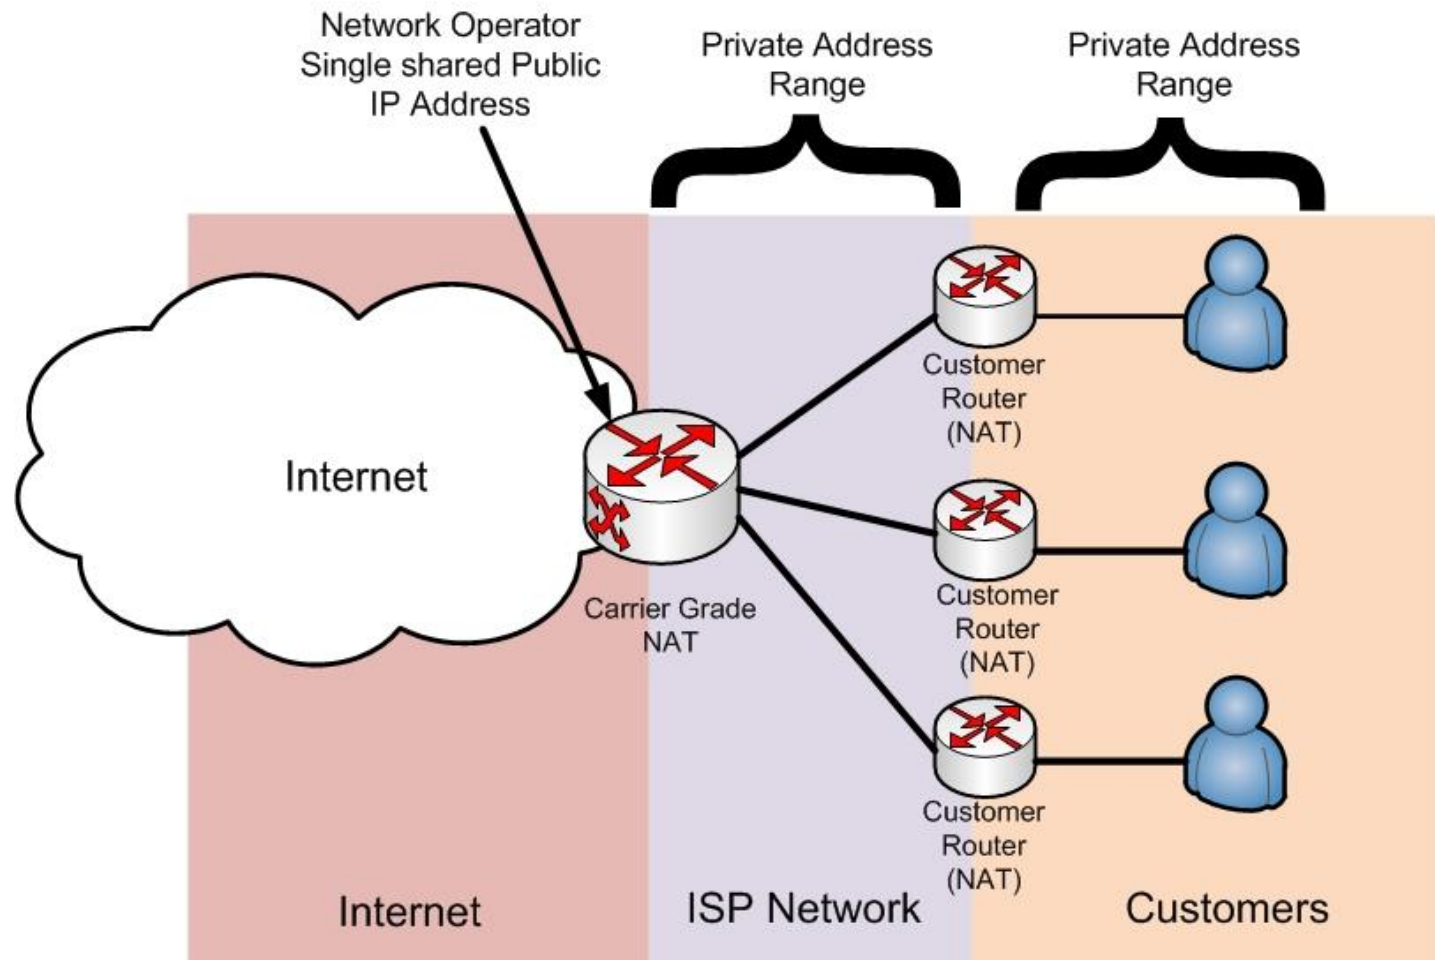 Network Operator
Single shared Public
IP Address
Private Address
Range
Private Address
Range
Internet
Carrier Grade
NAT
Customer
Router
(NAT)
Customer
Router
(NAT)
Customer
Router
(NAT)
Internet
ISP Network
Customers